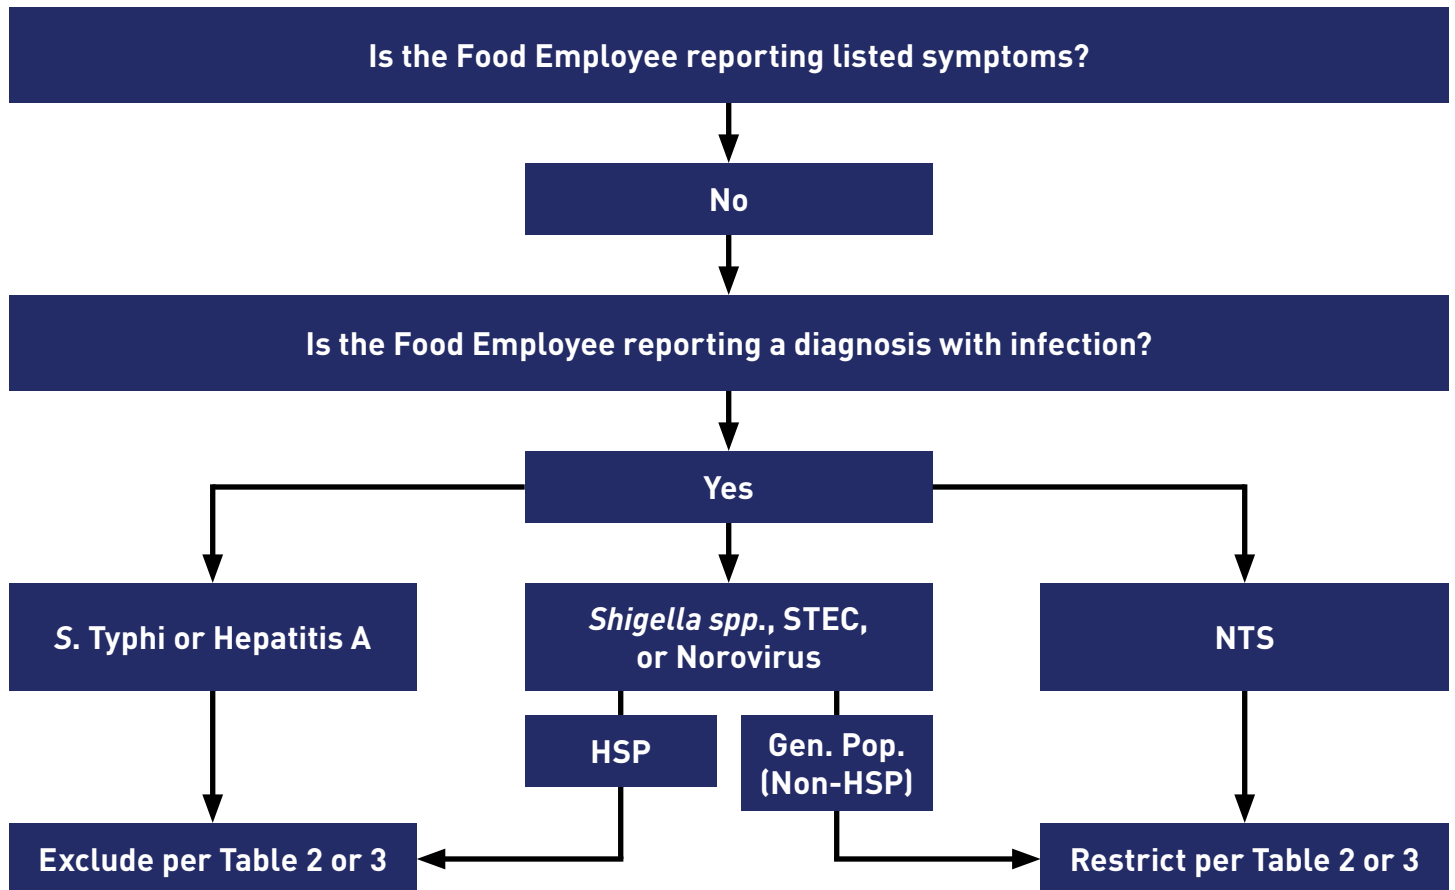 Is the Food Employee reporting listed symptoms?
No
Is the Food Employee reporting a diagnosis with infection?
Yes
S. Typhi or Hepatitis A
Shigella spp., STEC,
or Norovirus
NTS
HSP
Gen. Pop.
(Non-HSP)
Exclude per Table 2 or 3
Restrict per Table 2 or 3